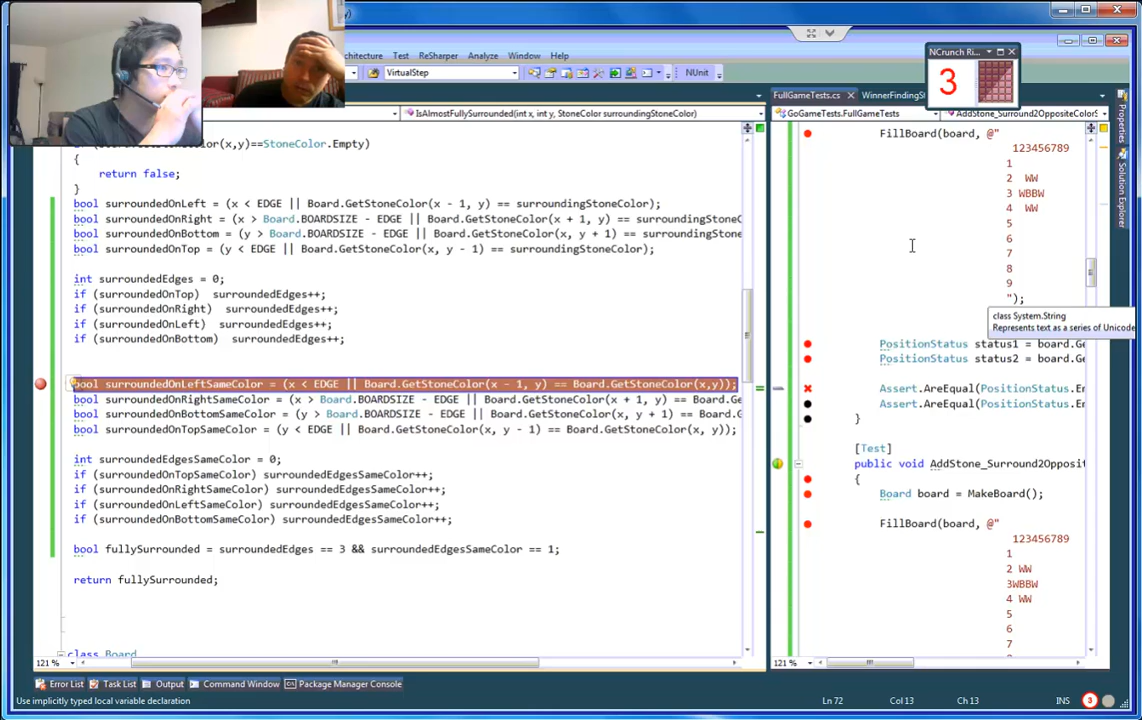 Architecture Test ReSharper Analyze Window Help
VirtualStep
NUnit
NCrunch Ri...
3
FullGameTests.cs
WinnerFindingS
IsAlmostFullySurrounded(int x, int y, StoneColor surroundingStoneColor)
GoGameTests.FullGameTests
AddStone_Surround2OppositeColorS
(x,y)==StoneColor.Empty)
{
return false;
}
bool surroundedOnLeft = (x < EDGE || Board.GetStoneColor(x - 1, y) == surroundingStoneColor);
bool surroundedOnRight = (x > Board.BOARDSIZE - EDGE || Board.GetStoneColor(x + 1, y) == surroundingStoneC
bool surroundedOnBottom = (y > Board.BOARDSIZE - EDGE || Board.GetStoneColor(x, y + 1) == surroundingStone
bool surroundedOnTop = (y < EDGE || Board.GetStoneColor(x, y - 1) == surroundingStoneColor);
int surroundedEdges = 0;
if (surroundedOnTop) surroundedEdges++;
if (surroundedOnRight) surroundedEdges++;
if (surroundedOnLeft) surroundedEdges++;
if (surroundedOnBottom) surroundedEdges++;
bool surroundedOnLeftSameColor = (x < EDGE || Board.GetStoneColor(x - 1, y) == Board.GetStoneColor(x,y));
bool surroundedOnRightSameColor = (x > Board.BOARDSIZE - EDGE || Board.GetStoneColor(x + 1, y) == Board.Ge
bool surroundedOnBottomSameColor = (y > Board.BOARDSIZE - EDGE || Board.GetStoneColor(x, y + 1) == Board.G
bool surroundedOnTopSameColor = (y < EDGE || Board.GetStoneColor(x, y - 1) == Board.GetStoneColor(x, y));
int surroundedEdgesSameColor = 0;
if (surroundedOnTopSameColor) surroundedEdgesSameColor++;
if (surroundedOnRightSameColor) surroundedEdgesSameColor++;
if (surroundedOnLeftSameColor) surroundedEdgesSameColor++;
if (surroundedOnBottomSameColor) surroundedEdgesSameColor++;
bool fullySurrounded = surroundedEdges == 3 && surroundedEdgesSameColor == 1;
return fullySurrounded;
class Board
FillBoard(board, @"
123456789
1
2 WW
3 WBBW
4 WW
5
6
7
8
9
");
class System.String
Represents text as a series of Unicode
PositionStatus status1 = board.Ge
PositionStatus status2 = board.Ge
Assert.AreEqual(PositionStatus.Em
Assert.AreEqual(PositionStatus.Em
}
[Test]
public void AddStone_Surround2Opposit
{
Board board = MakeBoard();
FillBoard(board, @"
123456789
1
2 WW
3WBBW
4 WW
5
6
7
Properties
Solution Explorer
121 %
121 %
Error List Task List Output Command Window Package Manager Console
Use implicitly typed local variable declaration
Ln 72 Col 13 Ch 13 INS 3